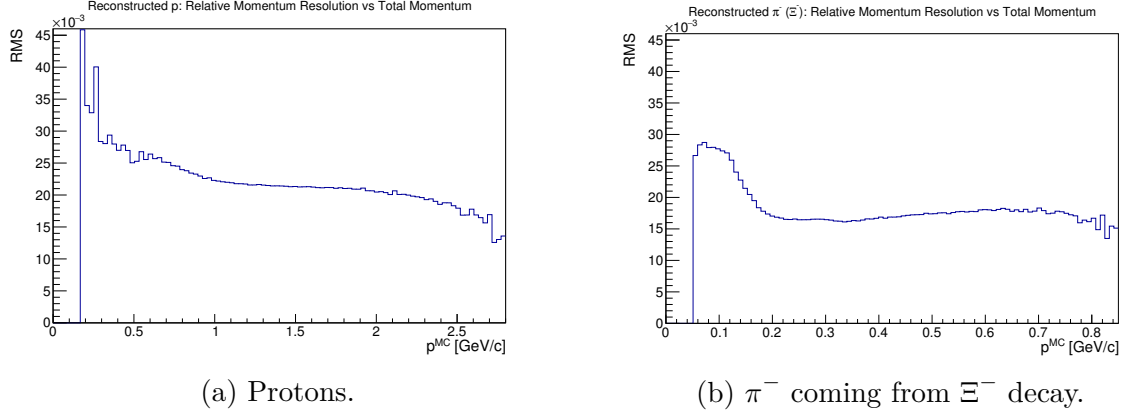 Reconstructed p: Relative Momentum Resolution vs Total Momentum
×10⁻³
RMS
45
40
35
30
25
20
15
10
5
0
0 0.5 1 1.5 2 2.5
p^MC [GeV/c]
(a) Protons.
Reconstructed π⁻ (Ξ⁻): Relative Momentum Resolution vs Total Momentum
×10⁻³
RMS
45
40
35
30
25
20
15
10
5
0
0 0.1 0.2 0.3 0.4 0.5 0.6 0.7 0.8
p^MC [GeV/c]
(b) π⁻ coming from Ξ⁻ decay.